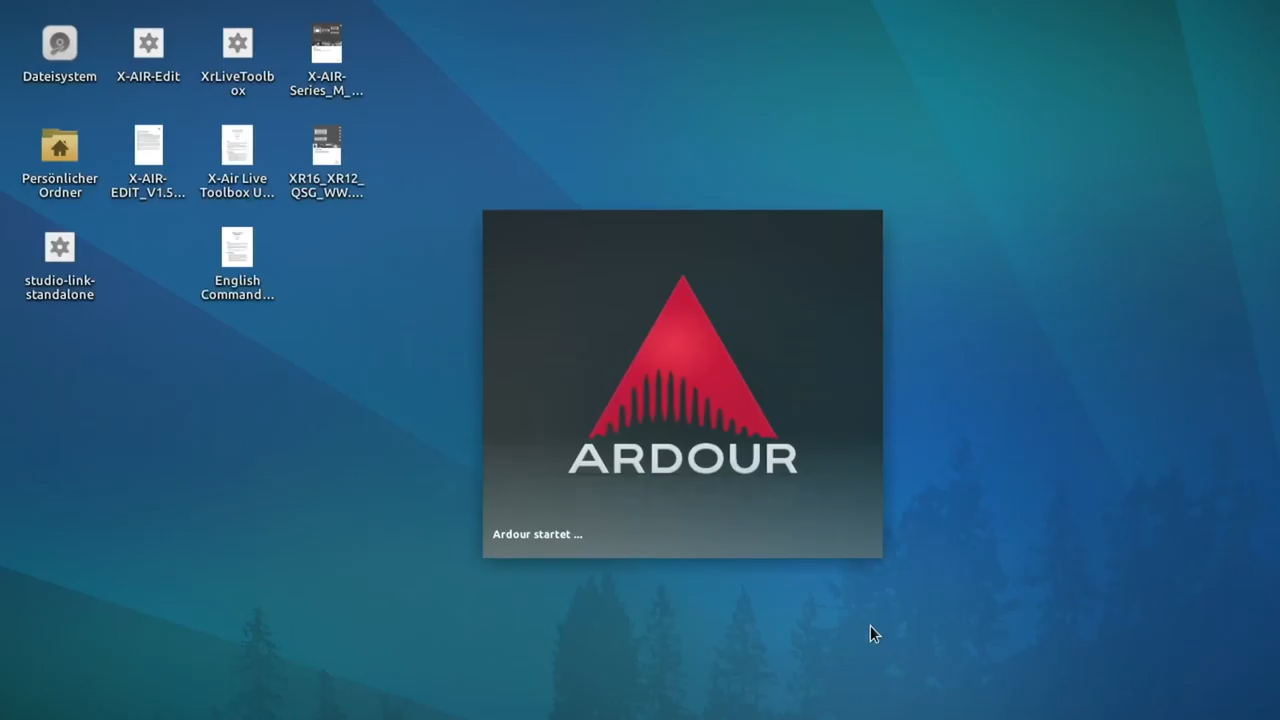 Dateisystem
X-AIR-Edit
XrLiveToolb
ox
X-AIR-
Series_M_...
Persönlicher
Ordner
X-AIR-
EDIT_V1.5...
X-Air Live
Toolbox U...
XR16_XR12_
QSG_WW....
studio-link-
standalone
English
Command...
ARDOUR
Ardour startet ...